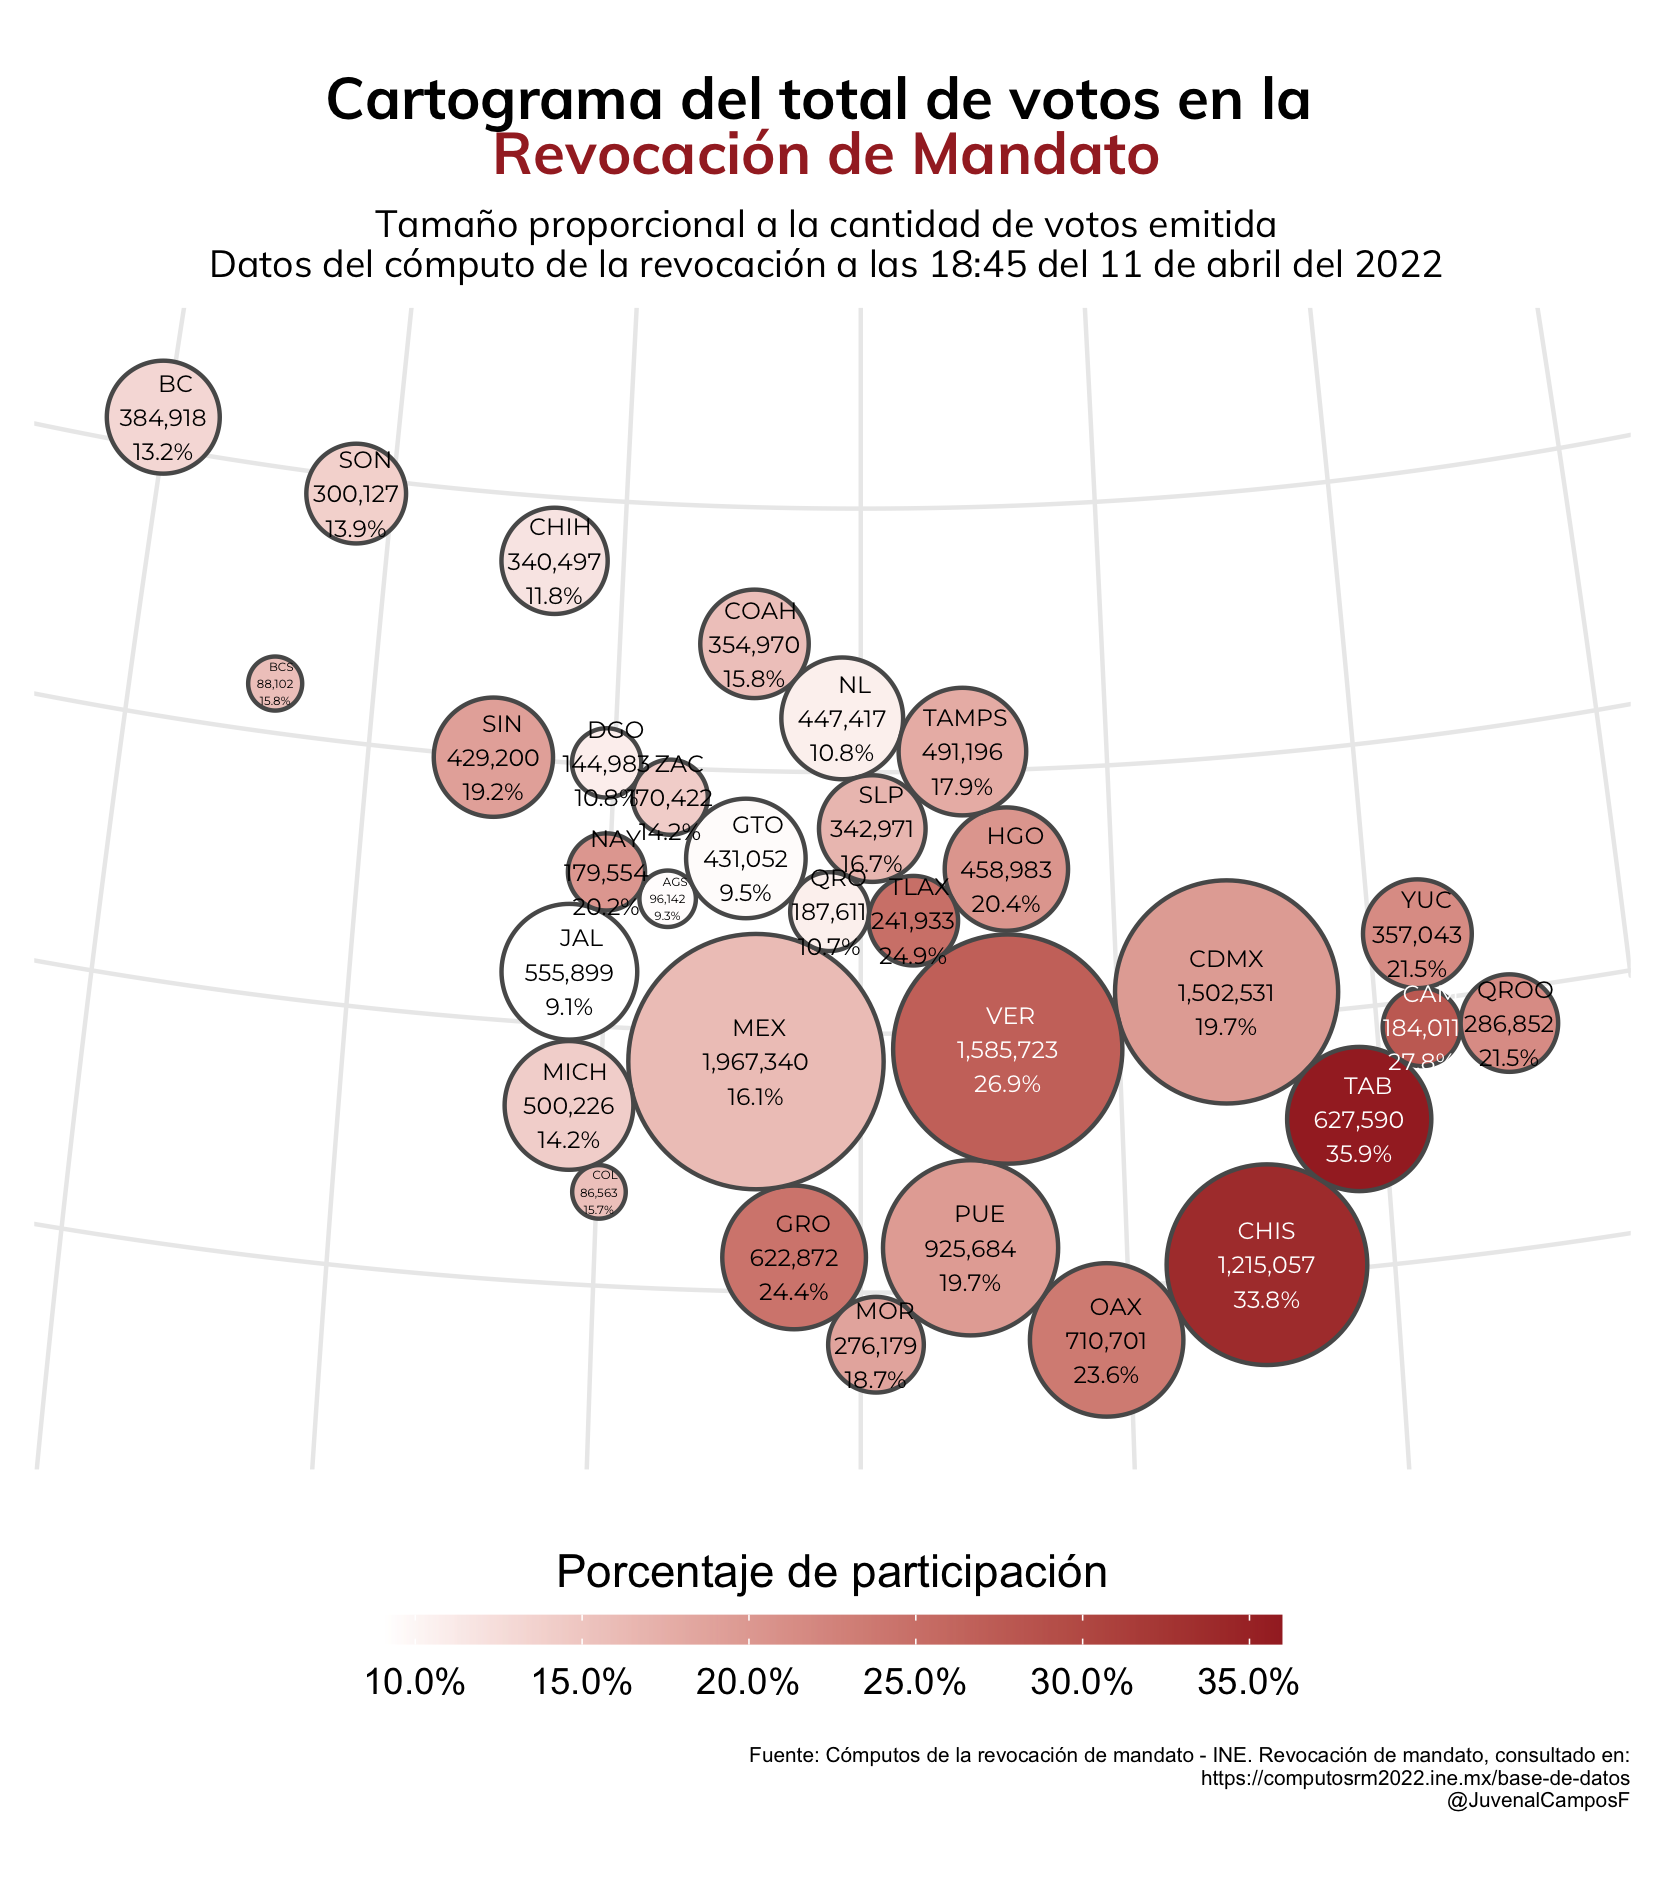 Cartograma del total de votos en la
Revocación de Mandato
Tamaño proporcional a la cantidad de votos emitida
Datos del cómputo de la revocación a las 18:45 del 11 de abril del 2022
BC
384,918
13.2%
SON
300,127
13.9%
CHIH
340,497
11.8%
COAH
354,970
15.8%
BCS
88,102
15.8%
NL
447,417
10.8%
TAMPS
491,196
17.9%
SIN
429,200
19.2%
DGO
144,983
10.8%
ZAC
170,422
14.2%
GTO
431,052
9.5%
SLP
342,971
16.7%
HGO
458,983
20.4%
NAY
179,554
20.2%
AGS
96,142
9.3%
QRO
187,611
10.7%
TLAX
241,933
24.9%
JAL
555,899
9.1%
MEX
1,967,340
16.1%
VER
1,585,723
26.9%
CDMX
1,502,531
19.7%
YUC
357,043
21.5%
CAM
184,011
27.8%
QROO
286,852
21.5%
MICH
500,226
14.2%
TAB
627,590
35.9%
COL
86,563
15.7%
GRO
622,872
24.4%
PUE
925,684
19.7%
CHIS
1,215,057
33.8%
MOR
276,179
18.7%
OAX
710,701
23.6%
Porcentaje de participación
10.0% 15.0% 20.0% 25.0% 30.0% 35.0%
Fuente: Cómputos de la revocación de mandato - INE. Revocación de mandato, consultado en:
https://computosrm2022.ine.mx/base-de-datos
@JuvenalCamposF